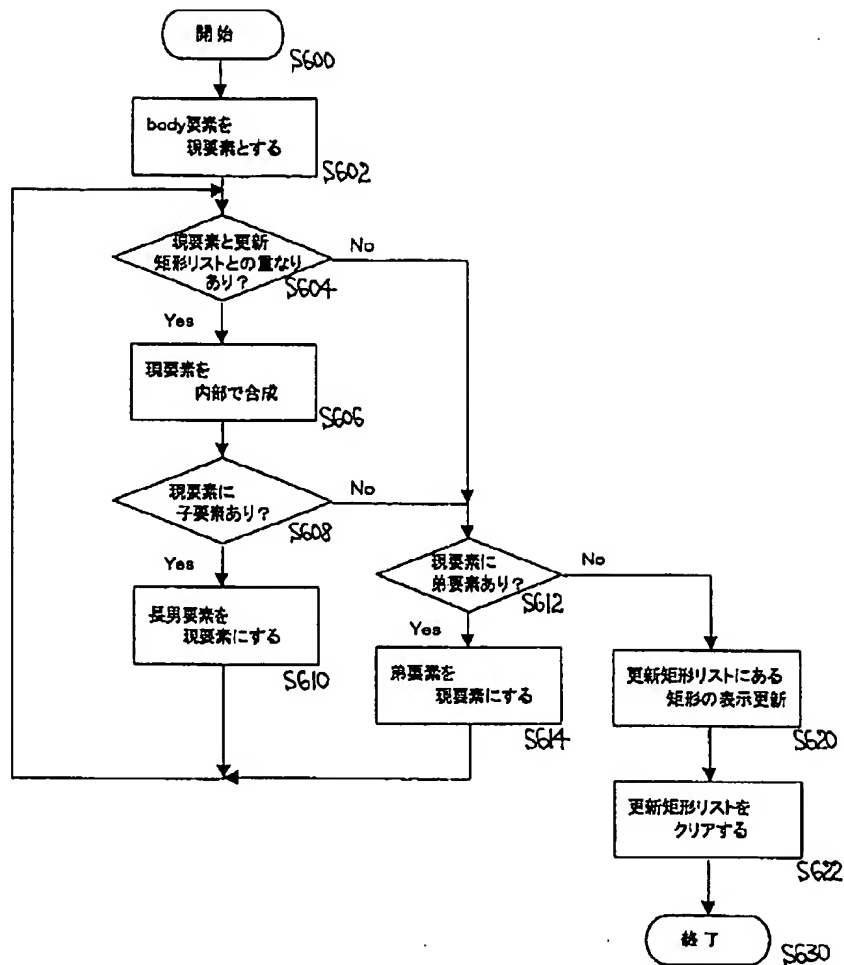 開始
S600
body要素を
現要素とする
S602
現要素と更新
矩形リストとの重なり
あり?
S604
No
Yes
現要素を
内部で合成
S606
現要素に
子要素あり?
S608
No
Yes
長男要素を
現要素にする
S610
現要素に
弟要素あり?
S612
No
Yes
弟要素を
現要素にする
S614
更新矩形リストにある
矩形の表示更新
S620
更新矩形リストを
クリアする
S622
終了
S630